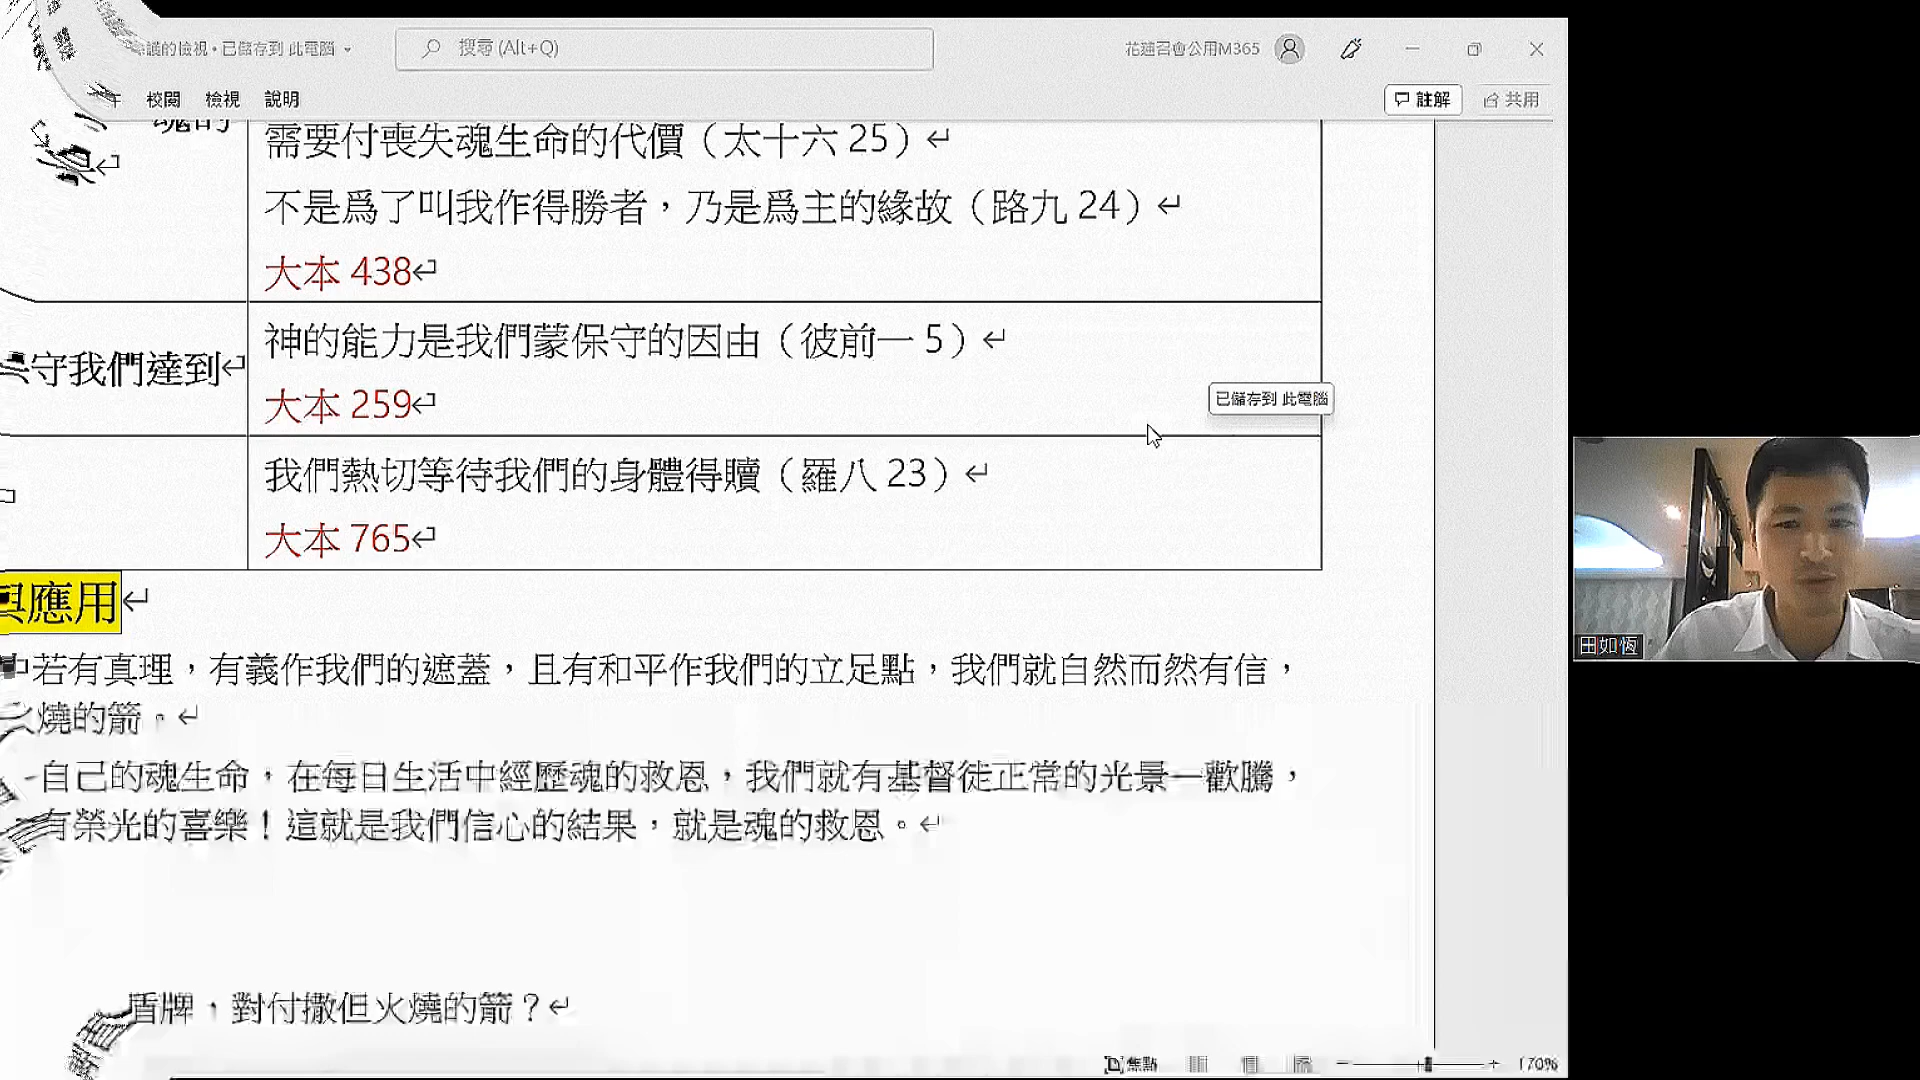 議的檢視 • 已儲存到 此電腦
搜尋 (Alt+Q)
花蓮召會公用M365
校閱 檢視 說明
註解 共用
魂的
需要付喪失魂生命的代價（太十六 25）↵
不是爲了叫我作得勝者，乃是爲主的緣故（路九 24）↵
大本 438↵
守我們達到↵
神的能力是我們蒙保守的因由（彼前一 5）↵
大本 259↵
已儲存到 此電腦
我們熱切等待我們的身體得贖（羅八 23）↵
大本 765↵
與應用↵
中若有真理，有義作我們的遮蓋，且有和平作我們的立足點，我們就自然而然有信，
火燒的箭。↵
自己的魂生命，在每日生活中經歷魂的救恩，我們就有基督徒正常的光景—歡騰，
有榮光的喜樂！這就是我們信心的結果，就是魂的救恩。↵
盾牌，對付撒但火燒的箭？↵
田如恆
焦點
170%